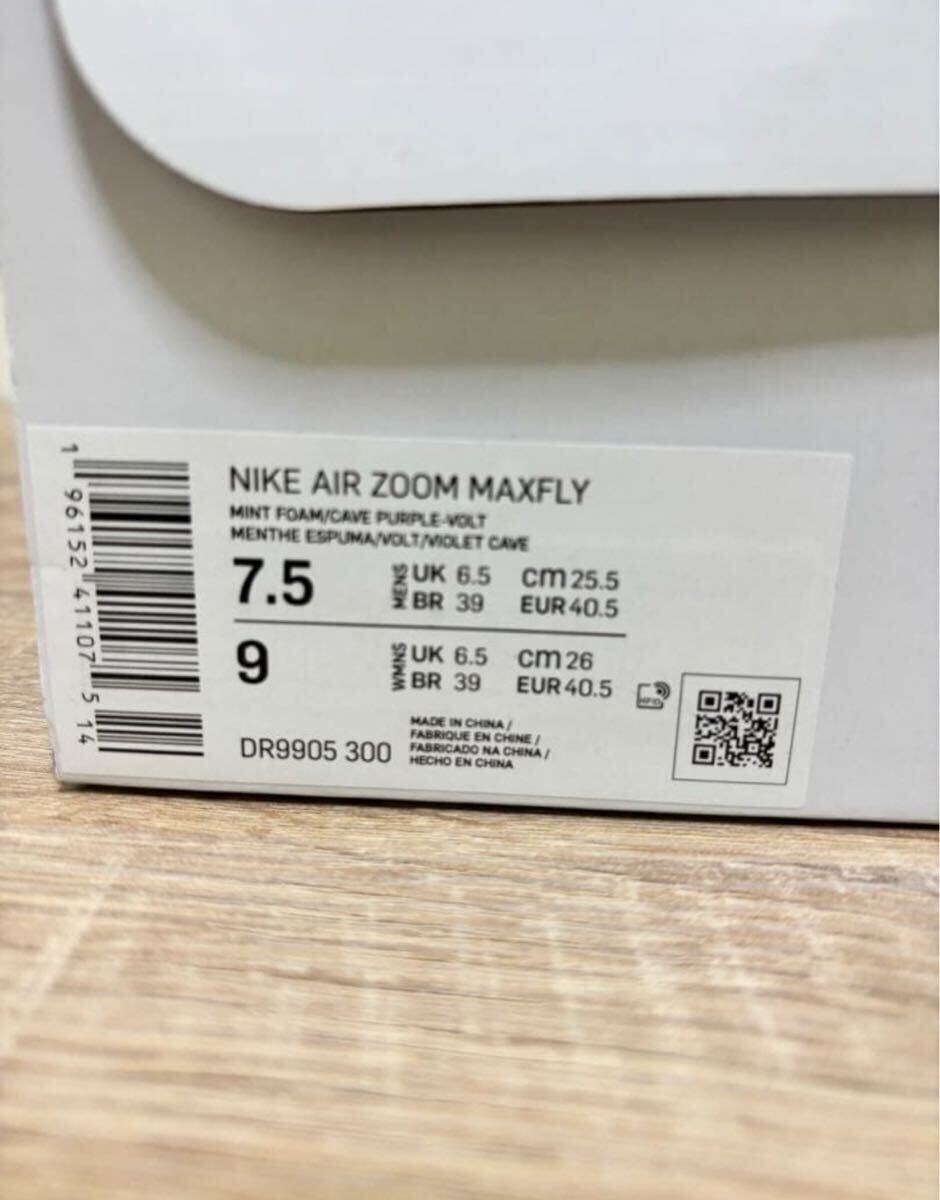 NIKE AIR ZOOM MAXFLY
MINT FOAM/CAVE PURPLE-VOLT
MENTHE ESPUMA/VOLT/VIOLET CAVE
7.5 MENS UK 6.5 cm 25.5
BR 39 EUR 40.5
9 WMNS UK 6.5 cm 26
BR 39 EUR 40.5
RFID
DR9905 300
MADE IN CHINA /
FABRIQUE EN CHINE /
FABRICADO NA CHINA /
HECHO EN CHINA
1 96152 41107 5 14